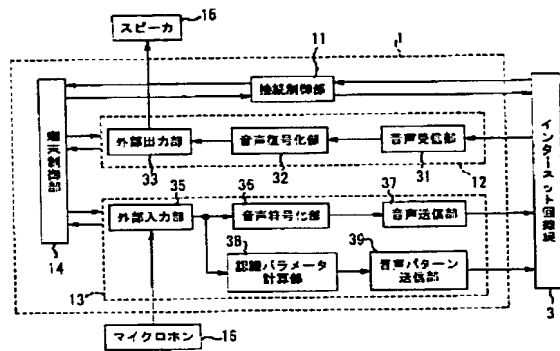 スピーカ
15
11
1
接続制御部
端末制御部
14
外部出力部
33
音声復号化部
32
音声受信部
31
12
インターネット回線網
3
35
外部入力部
36
音声符号化部
37
音声送信部
38
認識パラメータ
計算部
39
音声パターン
送信部
13
マイクロホン
16